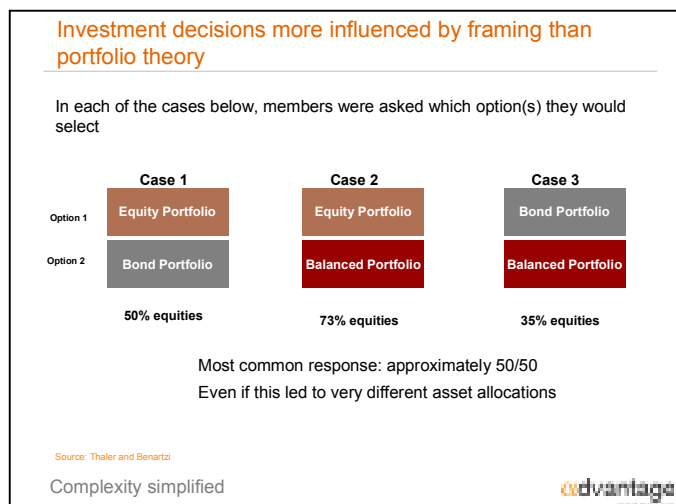 Investment decisions more influenced by framing than
portfolio theory
In each of the cases below, members were asked which option(s) they would
select
Case 1
Case 2
Case 3
Option 1
Equity Portfolio
Equity Portfolio
Bond Portfolio
Option 2
Bond Portfolio
Balanced Portfolio
Balanced Portfolio
50% equities
73% equities
35% equities
Most common response: approximately 50/50
Even if this led to very different asset allocations
Source: Thaler and Benartzi
Complexity simplified
αdvantage